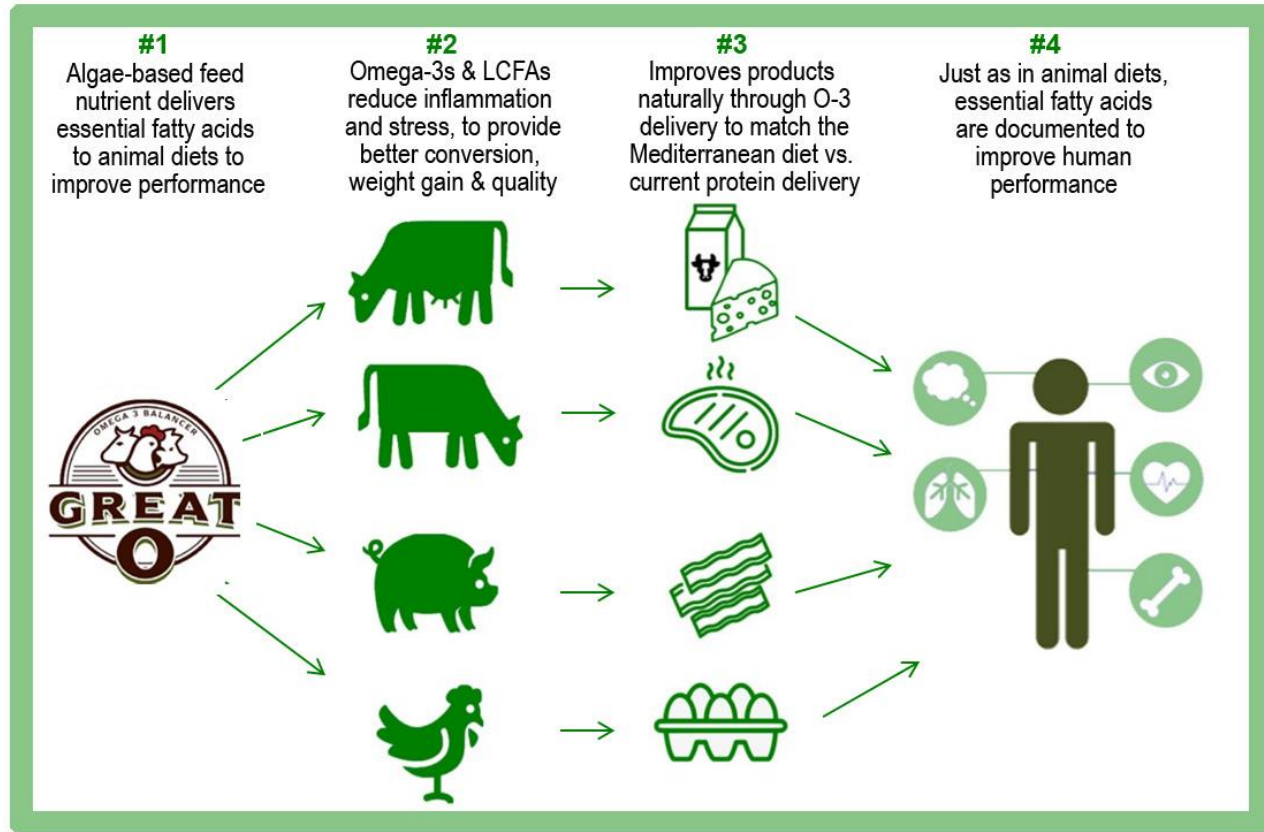 #1
Algae-based feed
nutrient delivers
essential fatty acids
to animal diets to
improve performance
#2
Omega-3s & LCFAs
reduce inflammation
and stress, to provide
better conversion,
weight gain & quality
#3
Improves products
naturally through O-3
delivery to match the
Mediterranean diet vs.
current protein delivery
#4
Just as in animal diets,
essential fatty acids
are documented to
improve human
performance
OMEGA 3 BALANCER
GREAT
O